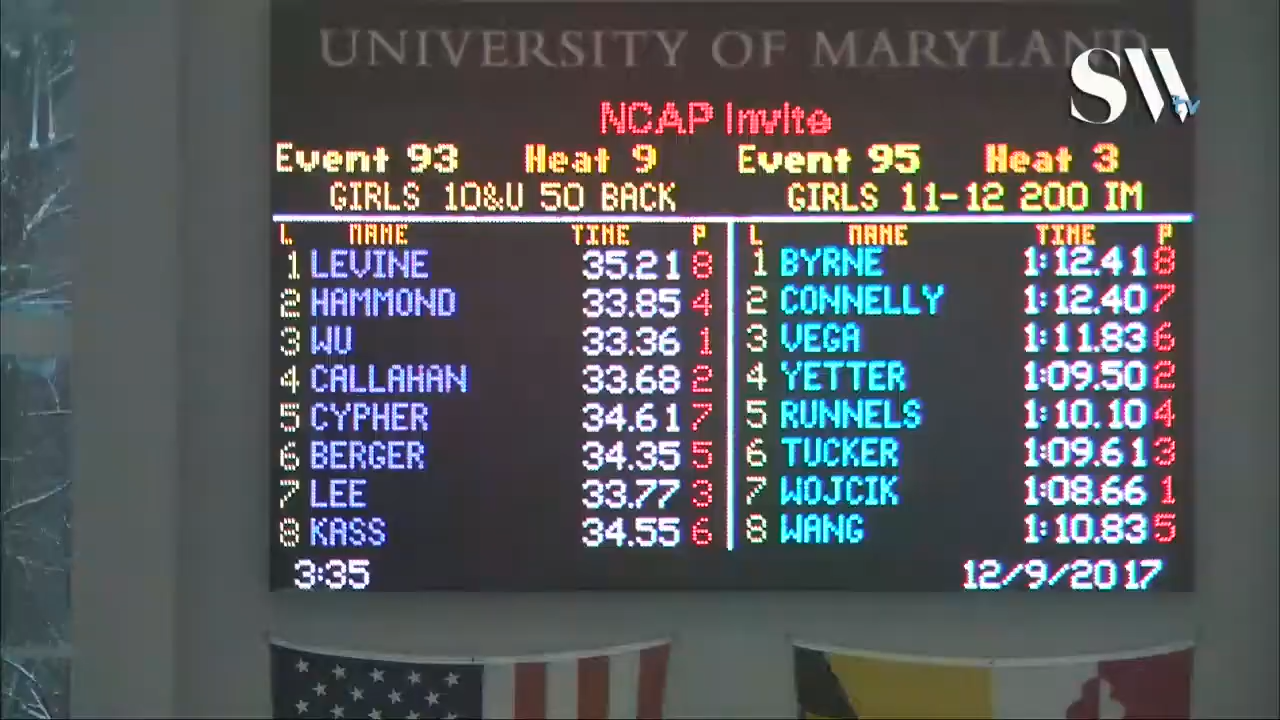 UNIVERSITY OF MARYLAND
SW TV
NCAP Invite
Event 93 Heat 9 Event 95 Heat 3
GIRLS 10&U 50 BACK GIRLS 11-12 200 IM
L NAME TIME P L NAME TIME P
1 LEVINE 35.21 8 1 BYRNE 1:12.41 8
2 HAMMOND 33.85 4 2 CONNELLY 1:12.40 7
3 WU 33.36 1 3 VEGA 1:11.83 6
4 CALLAHAN 33.68 2 4 YETTER 1:09.50 2
5 CYPHER 34.61 7 5 RUNNELS 1:10.10 4
6 BERGER 34.35 5 6 TUCKER 1:09.61 3
7 LEE 33.77 3 7 WOJCIK 1:08.66 1
8 KASS 34.55 6 8 WANG 1:10.83 5
3:35 12/9/2017